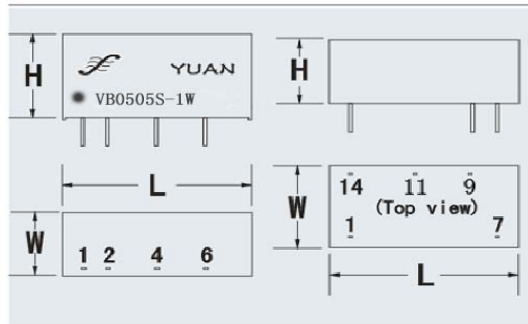 H
YUAN
VB0505S-1W
L
W
1 2 4 6
H
W
14 11 9
(Top view)
1 7
L